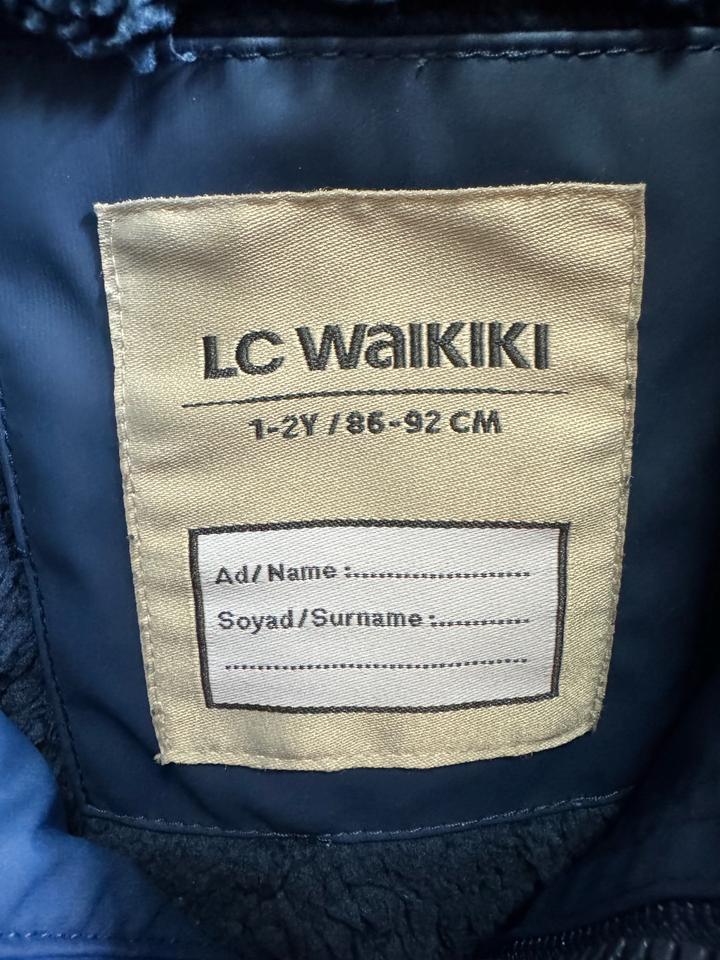 LC WaIKIKI
1-2Y / 86-92 CM
Ad/Name :........................
Soyad/Surname :............
........................................